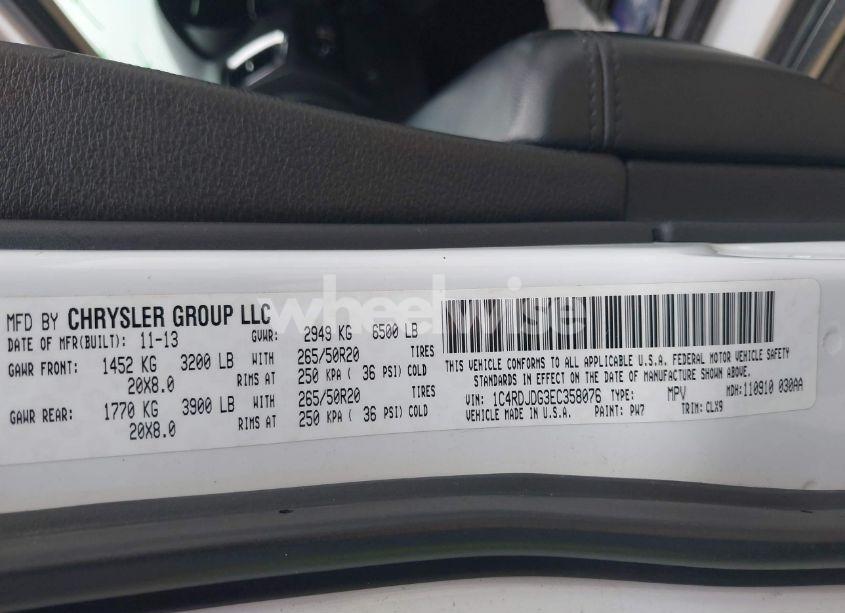 MFD BY CHRYSLER GROUP LLC
DATE OF MFR(BUILT): 11-13 GVWR: 2949 KG 6500 LB
GAWR FRONT: 1452 KG 3200 LB WITH 265/50R20 TIRES
20X8.0 RIMS AT 250 KPA ( 36 PSI) COLD
GAWR REAR: 1770 KG 3900 LB WITH 265/50R20 TIRES
20X8.0 RIMS AT 250 KPA ( 36 PSI) COLD
THIS VEHICLE CONFORMS TO ALL APPLICABLE U.S.A. FEDERAL MOTOR VEHICLE SAFETY
STANDARDS IN EFFECT ON THE DATE OF MANUFACTURE SHOWN ABOVE.
VIN: 1C4RDJDG3EC358076 TYPE: MPV MDH:110910 030AA
VEHICLE MADE IN U.S.A. PAINT: PW7 TRIM: CLX9
wheelwise